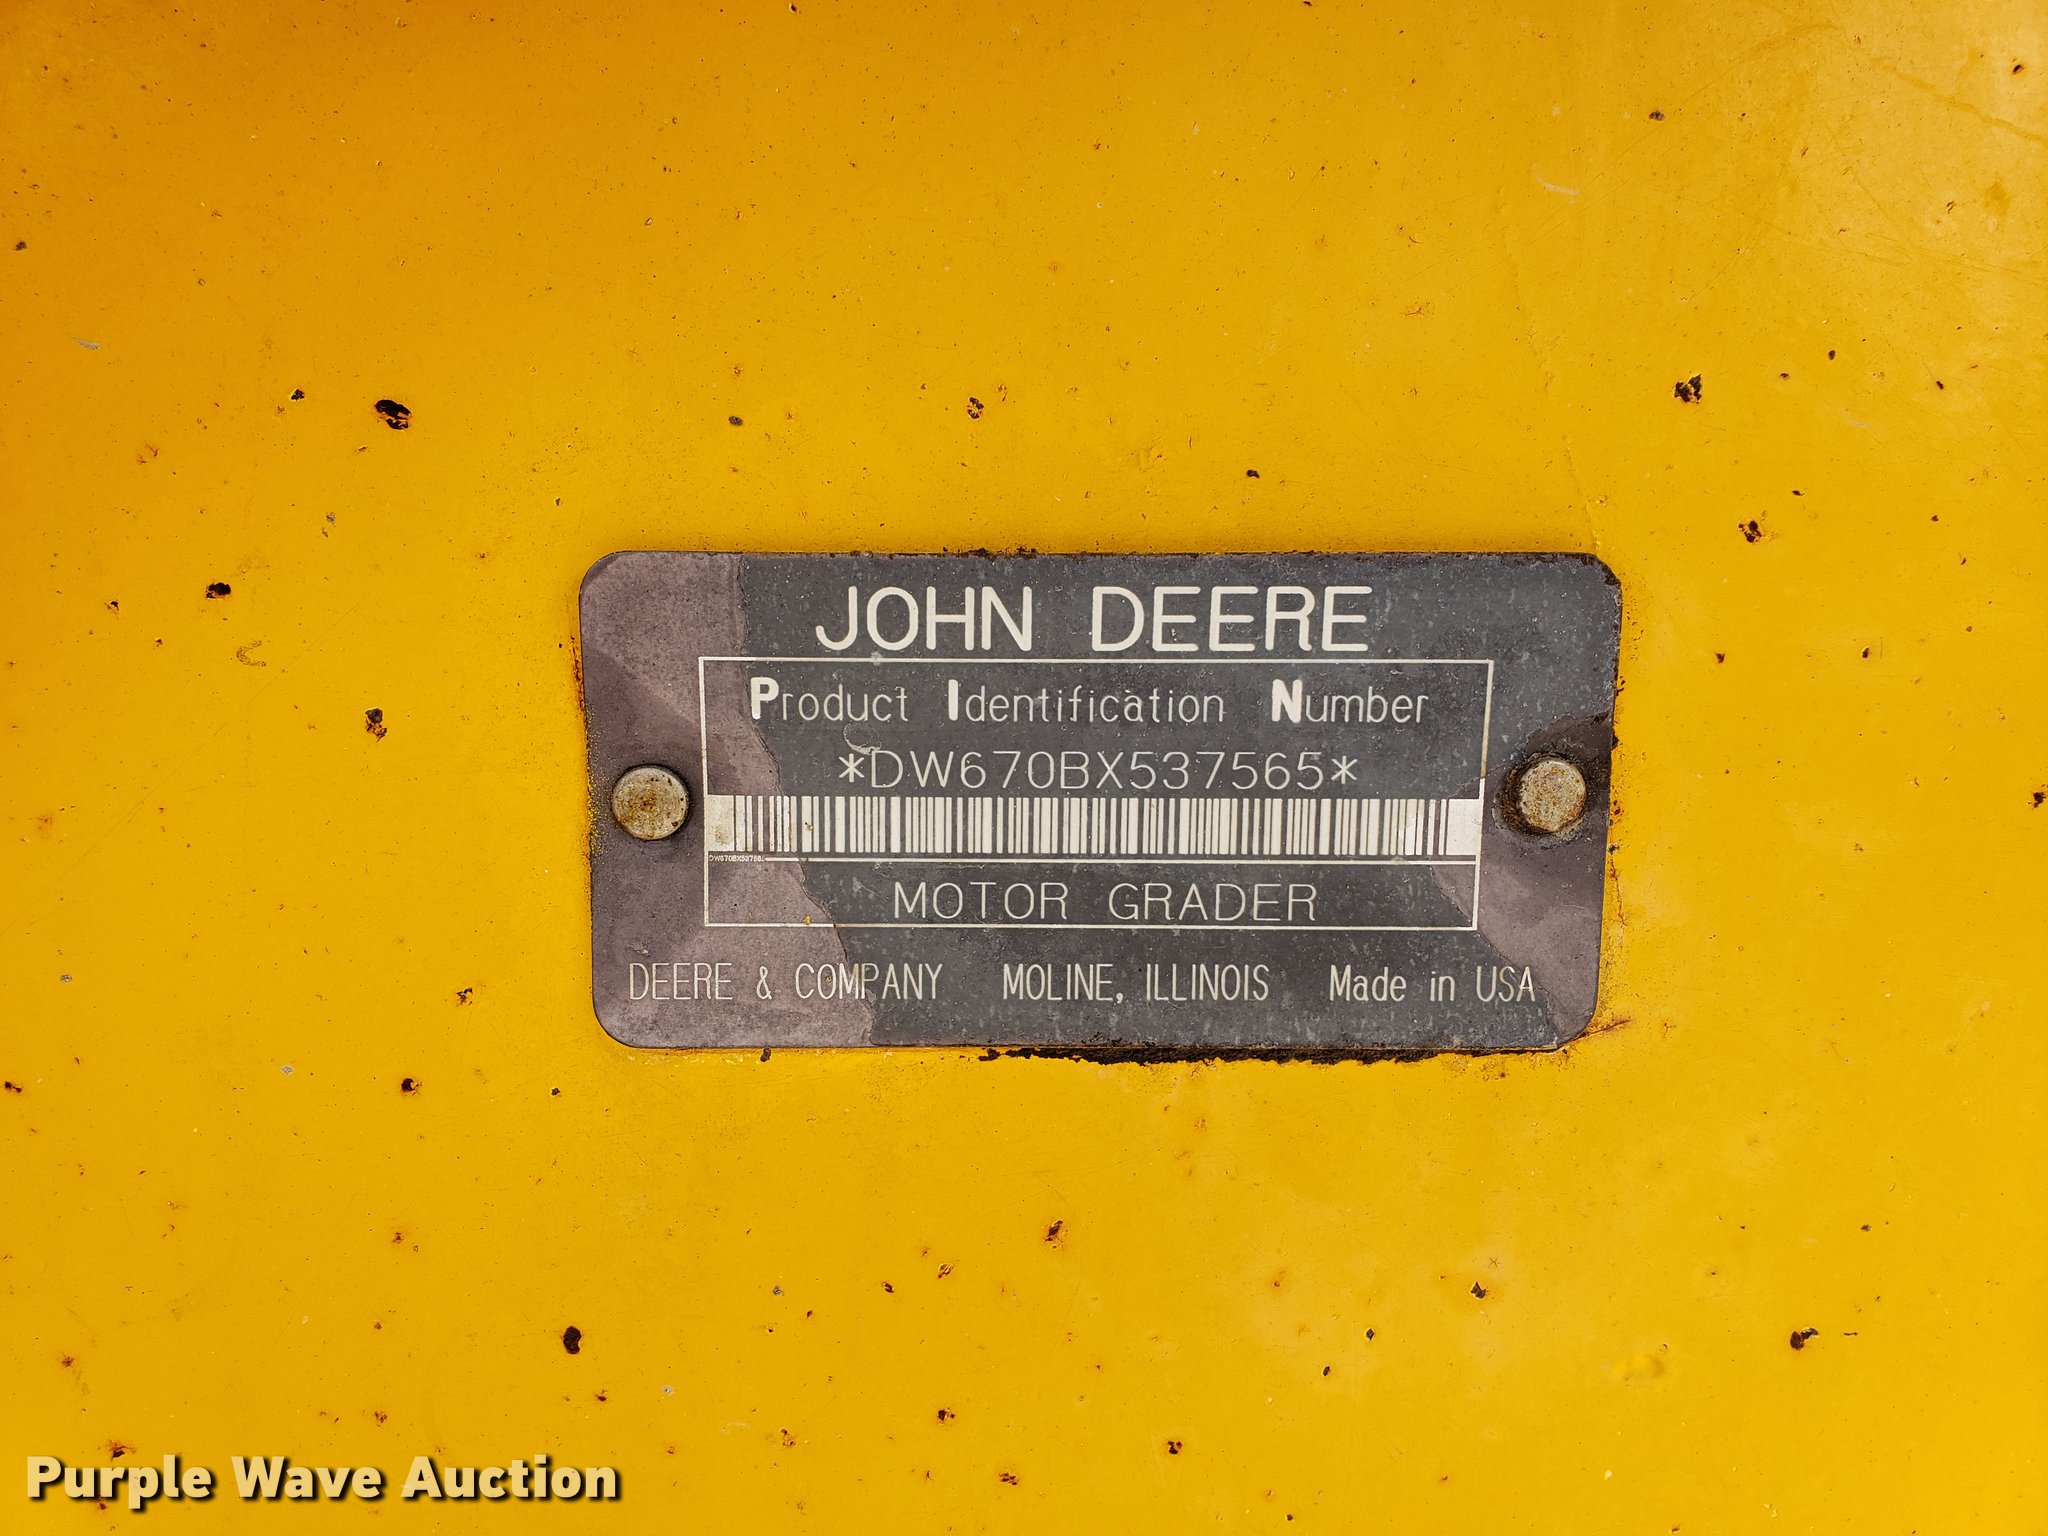 JOHN DEERE
Product Identification Number
*DW670BX537565*
MOTOR GRADER
DEERE & COMPANY MOLINE, ILLINOIS Made in USA
Purple Wave Auction